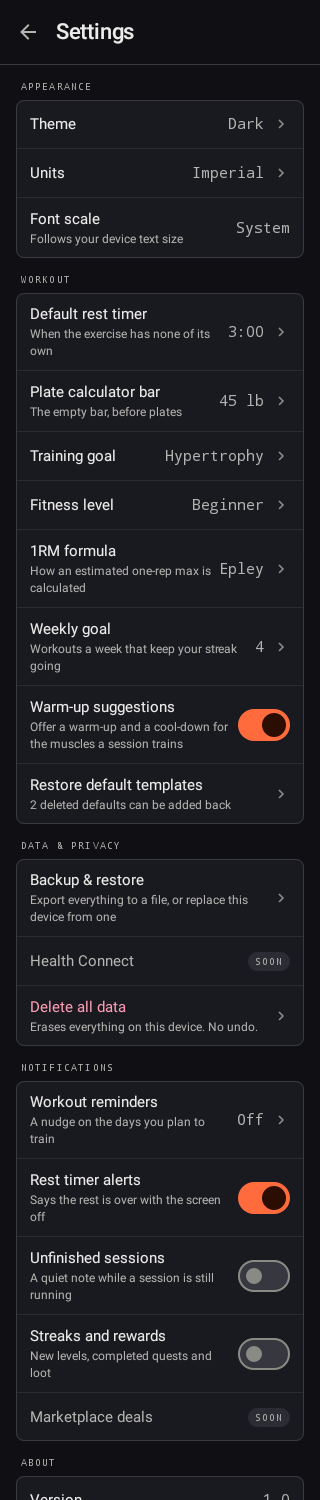 Settings
APPEARANCE
Theme
Dark
Units
Imperial
Font scale
Follows your device text size
System
WORKOUT
Default rest timer
When the exercise has none of its
own
3:00
Plate calculator bar
The empty bar, before plates
45 lb
Training goal
Hypertrophy
Fitness level
Beginner
1RM formula
How an estimated one-rep max is
calculated
Epley
Weekly goal
Workouts a week that keep your streak
going
4
Warm-up suggestions
Offer a warm-up and a cool-down for
the muscles a session trains
Restore default templates
2 deleted defaults can be added back
DATA & PRIVACY
Backup & restore
Export everything to a file, or replace this
device from one
Health Connect
SOON
Delete all data
Erases everything on this device. No undo.
NOTIFICATIONS
Workout reminders
A nudge on the days you plan to
train
Off
Rest timer alerts
Says the rest is over with the screen
off
Unfinished sessions
A quiet note while a session is still
running
Streaks and rewards
New levels, completed quests and
loot
Marketplace deals
SOON
ABOUT
Version
1.0